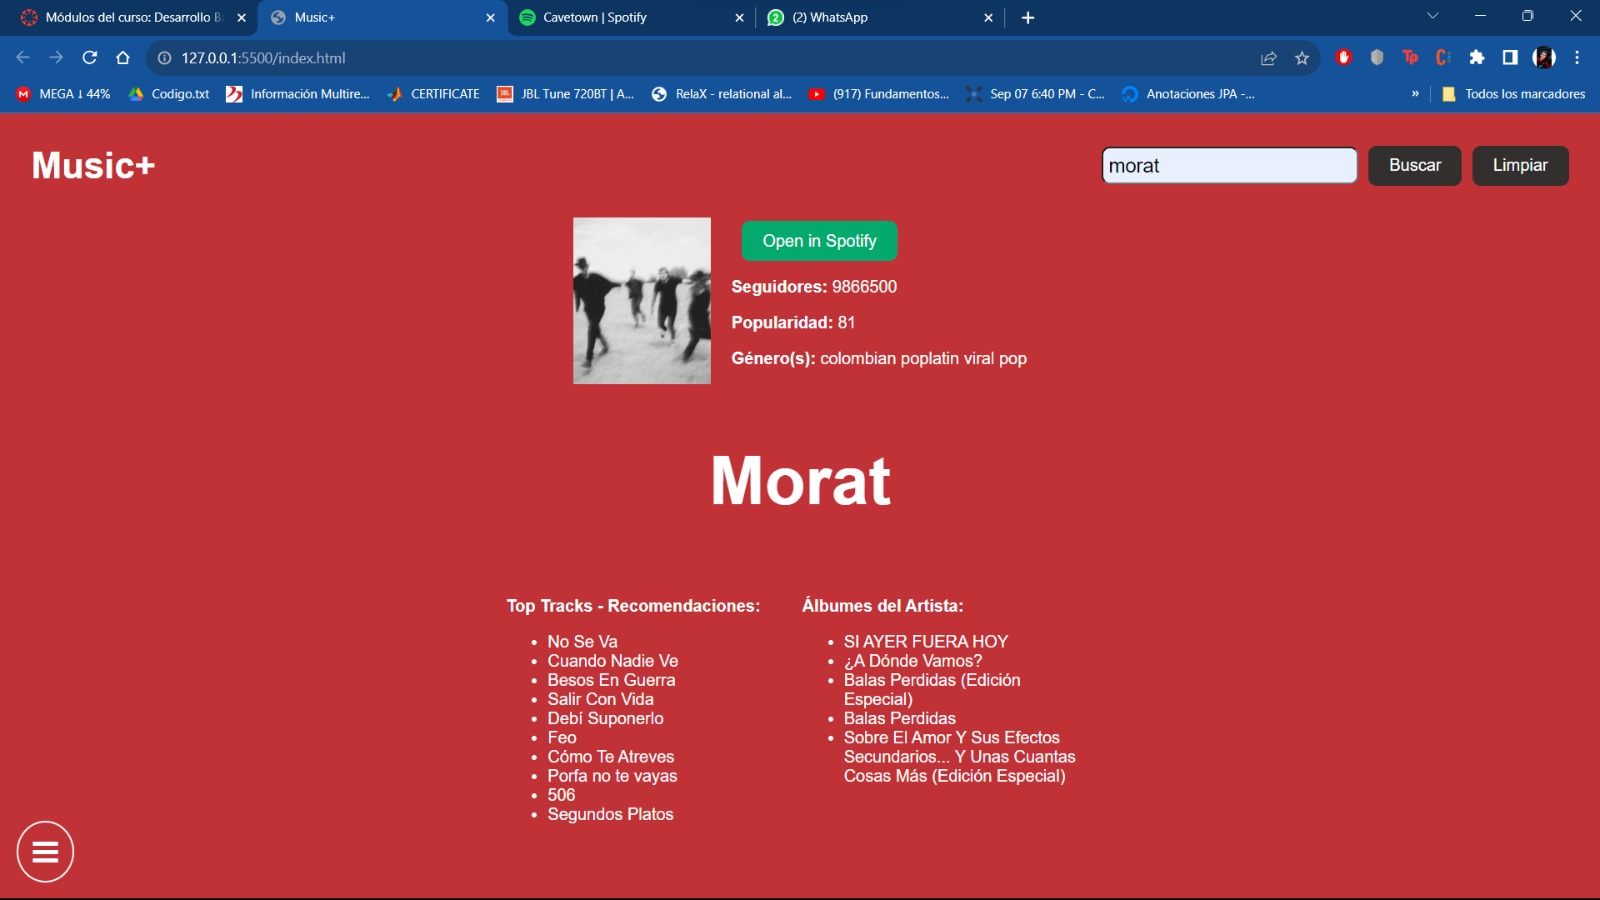 Módulos del curso: Desarrollo B
Music+
Cavetown | Spotify
2
(2) WhatsApp
127.0.0.1:5500/index.html
Tp
MEGA ↓ 44%
Codigo.txt
Información Multire...
CERTIFICATE
JBL Tune 720BT | A...
RelaX - relational al...
(917) Fundamentos...
Sep 07 6:40 PM - C...
Anotaciones JPA -...
»
Todos los marcadores
Music+
morat
Buscar
Limpiar
Open in Spotify
Seguidores: 9866500
Popularidad: 81
Género(s): colombian poplatin viral pop
Morat
Top Tracks - Recomendaciones:
• No Se Va
• Cuando Nadie Ve
• Besos En Guerra
• Salir Con Vida
• Debí Suponerlo
• Feo
• Cómo Te Atreves
• Porfa no te vayas
• 506
• Segundos Platos
Álbumes del Artista:
• SI AYER FUERA HOY
• ¿A Dónde Vamos?
• Balas Perdidas (Edición
Especial)
• Balas Perdidas
• Sobre El Amor Y Sus Efectos
Secundarios... Y Unas Cuantas
Cosas Más (Edición Especial)